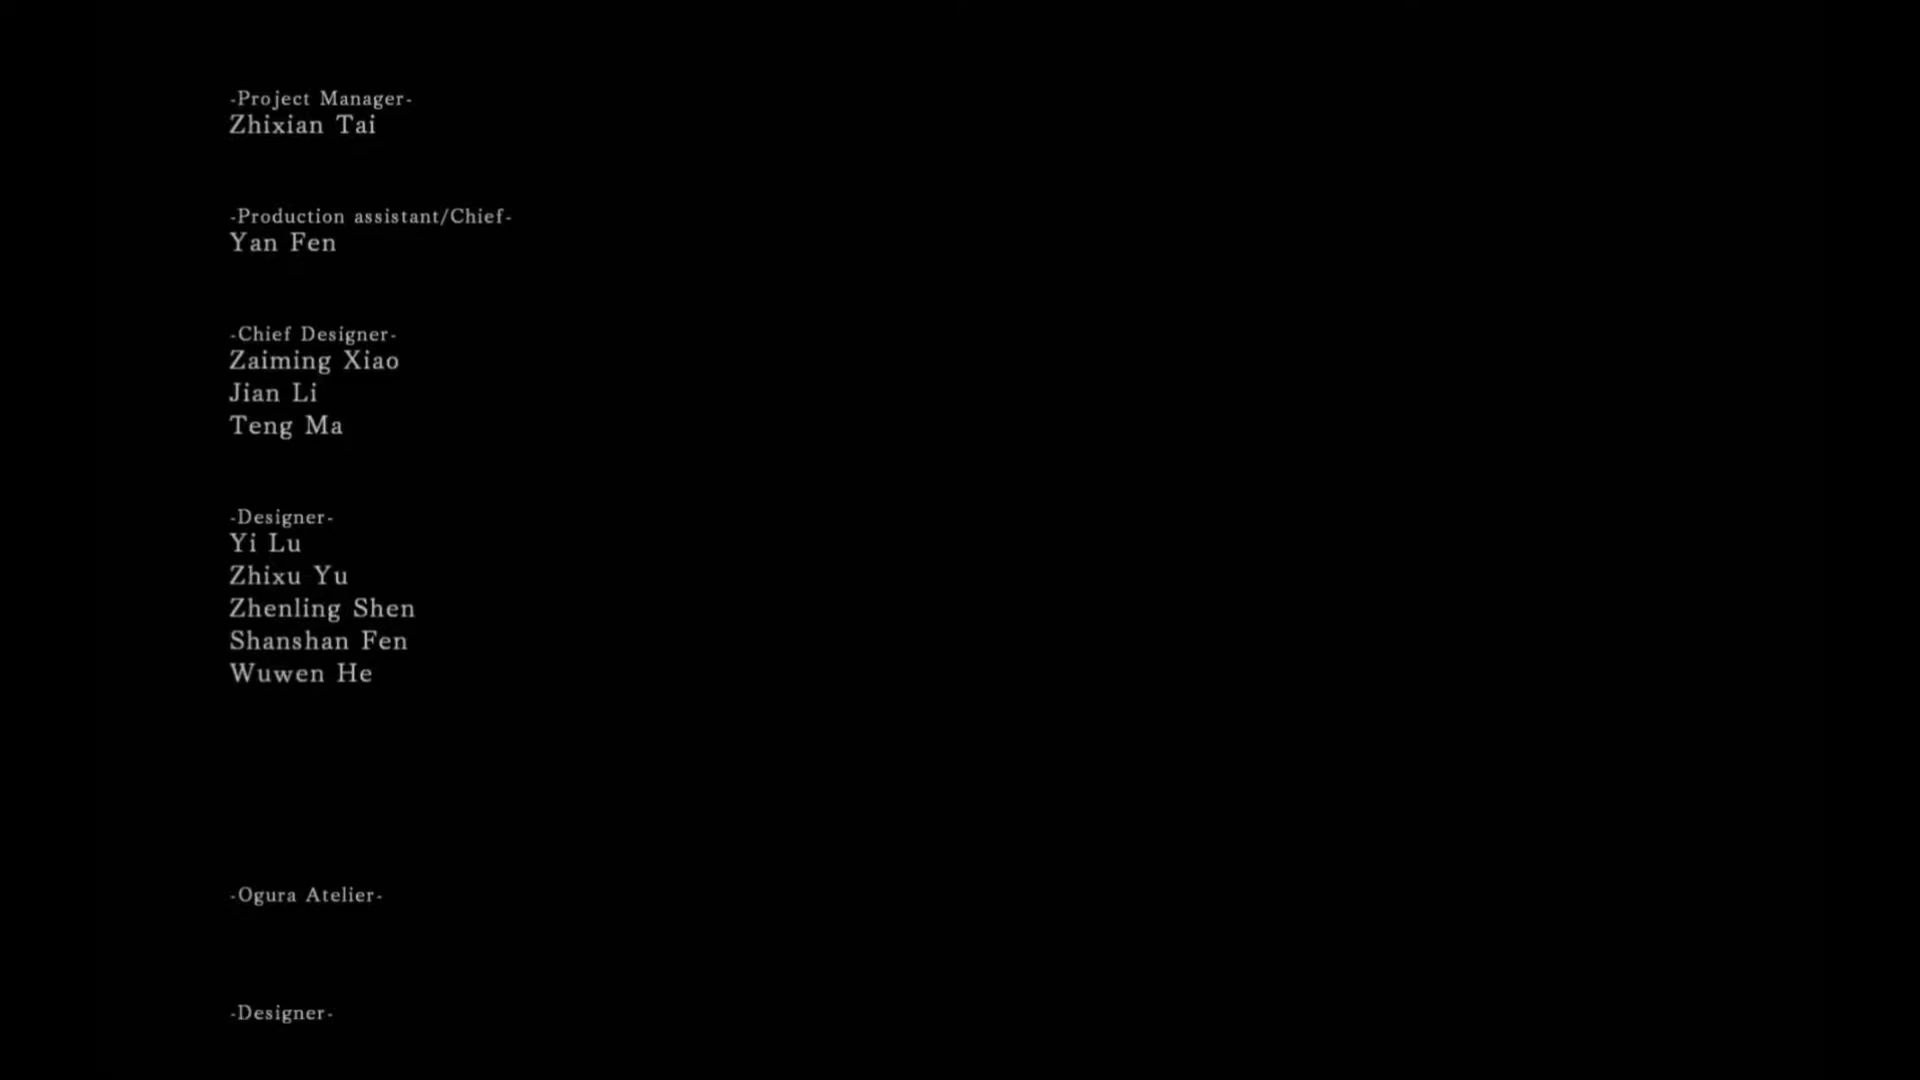 -Project Manager-
Zhixian Tai
-Production assistant/Chief-
Yan Fen
-Chief Designer-
Zaiming Xiao
Jian Li
Teng Ma
-Designer-
Yi Lu
Zhixu Yu
Zhenling Shen
Shanshan Fen
Wuwen He
-Ogura Atelier-
-Designer-